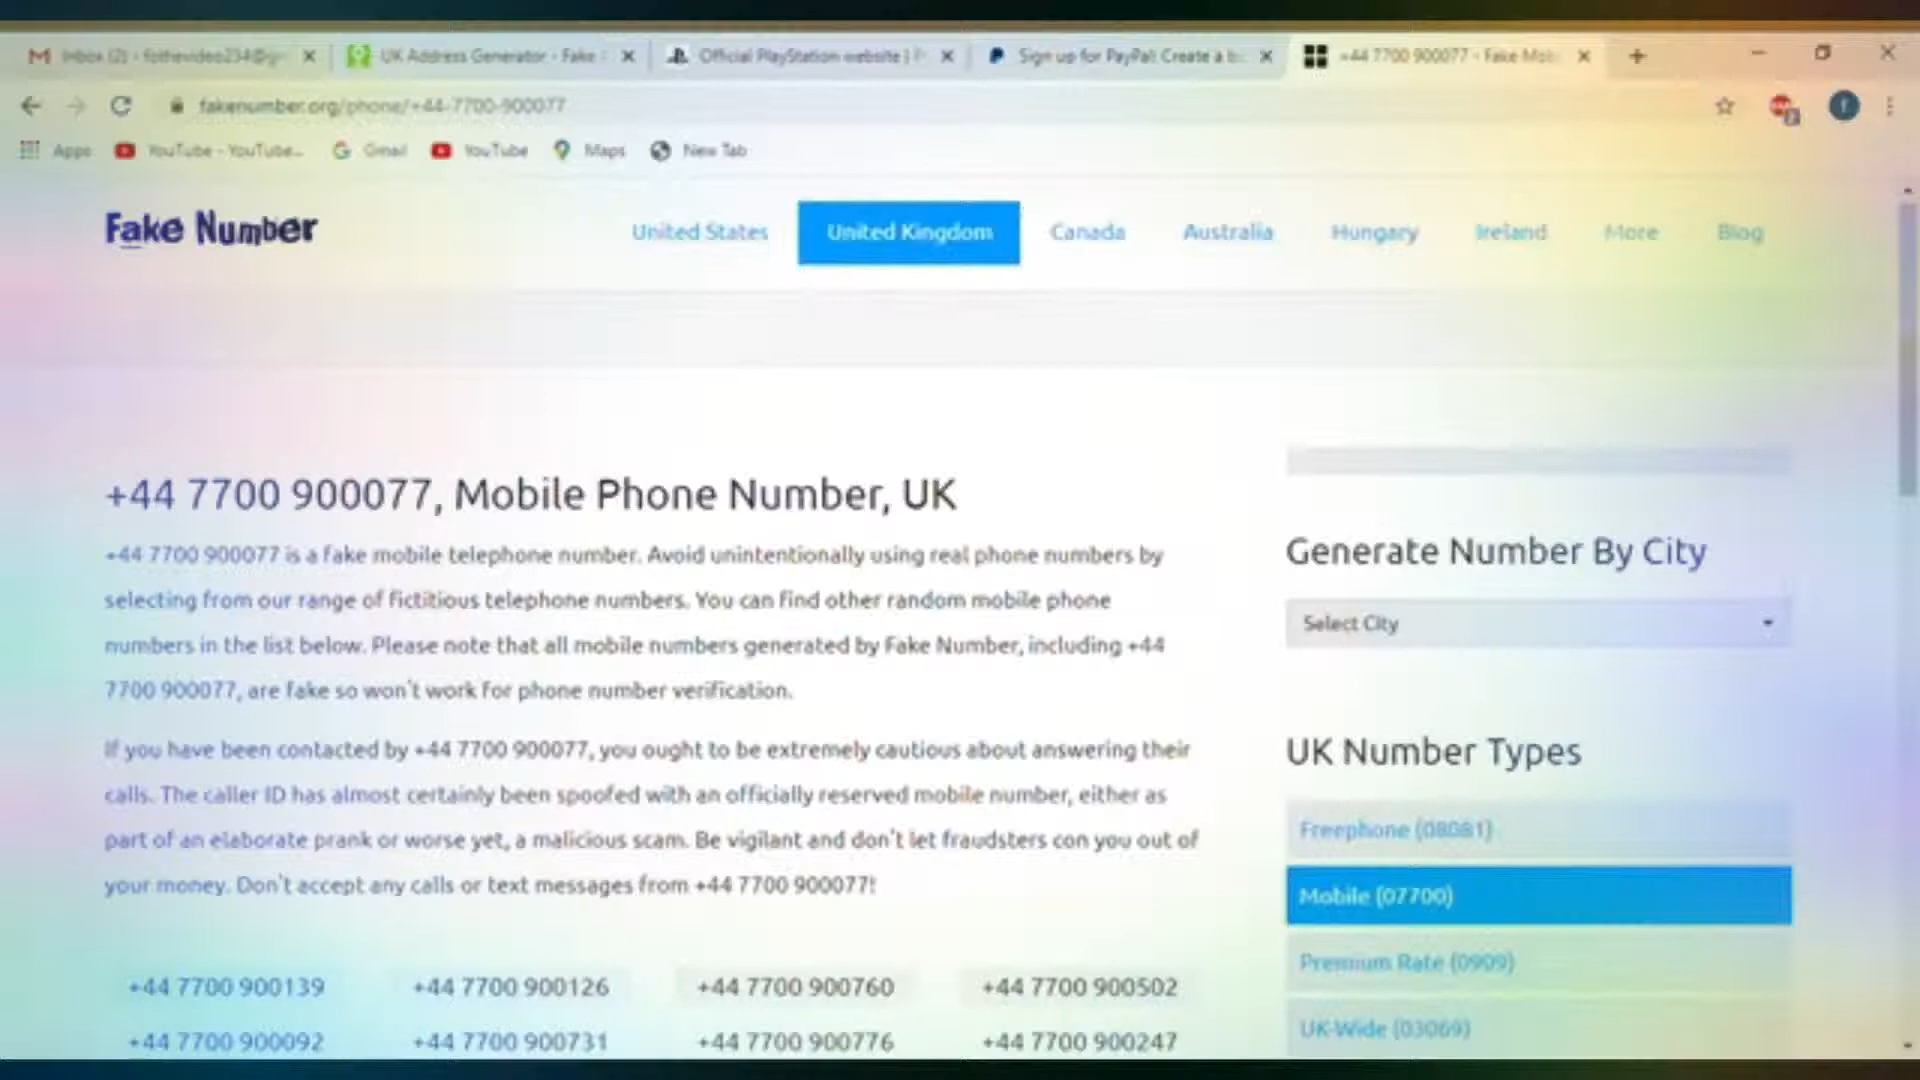 Inbox (2) - fothevideo234@g
UK Address Generator - Fake
Official PlayStation website | P
Sign up for PayPal: Create a b
+44 7700 900077 - Fake Mob
fakenumber.org/phone/+44-7700-900077
Apps
YouTube - YouTube...
Gmail
YouTube
Maps
New Tab
Fake Number
United States
United Kingdom
Canada
Australia
Hungary
Ireland
More
Blog
+44 7700 900077, Mobile Phone Number, UK
+44 7700 900077 is a fake mobile telephone number. Avoid unintentionally using real phone numbers by
selecting from our range of fictitious telephone numbers. You can find other random mobile phone
numbers in the list below. Please note that all mobile numbers generated by Fake Number, including +44
7700 900077, are fake so won't work for phone number verification.
If you have been contacted by +44 7700 900077, you ought to be extremely cautious about answering their
calls. The caller ID has almost certainly been spoofed with an officially reserved mobile number, either as
part of an elaborate prank or worse yet, a malicious scam. Be vigilant and don't let fraudsters con you out of
your money. Don't accept any calls or text messages from +44 7700 900077!
+44 7700 900139
+44 7700 900126
+44 7700 900760
+44 7700 900502
+44 7700 900092
+44 7700 900731
+44 7700 900776
+44 7700 900247
Generate Number By City
Select City
UK Number Types
Freephone (08081)
Mobile (07700)
Premium Rate (0909)
UK-Wide (03069)